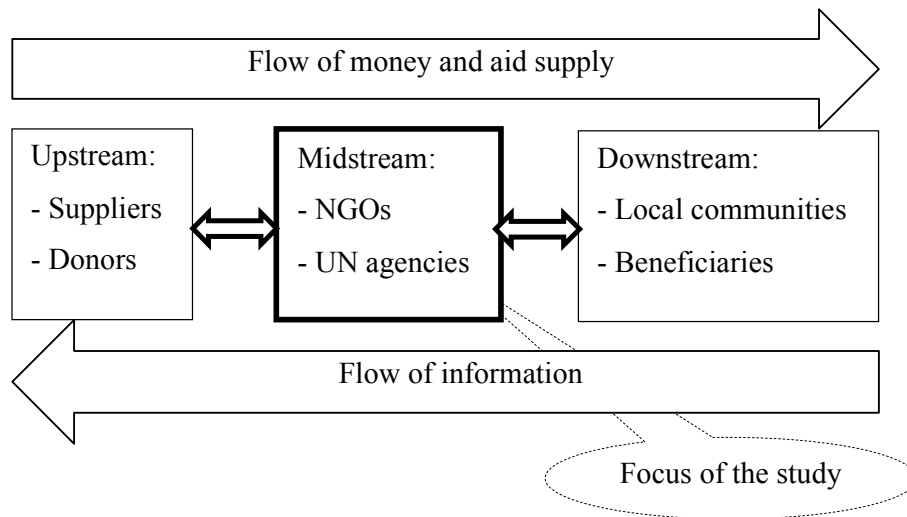 Flow of money and aid supply
Upstream:
- Suppliers
- Donors
Midstream:
- NGOs
- UN agencies
Downstream:
- Local communities
- Beneficiaries
Flow of information
Focus of the study